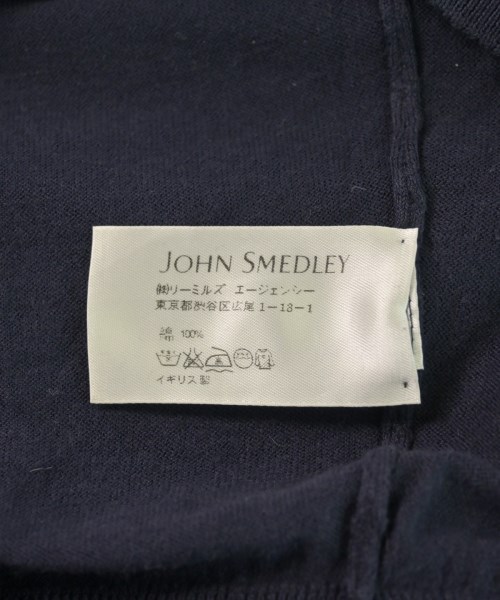 JOHN SMEDLEY
㈱リーミルズ エージェンシー
東京都渋谷区広尾1-13-1
綿 100%
イギリス製